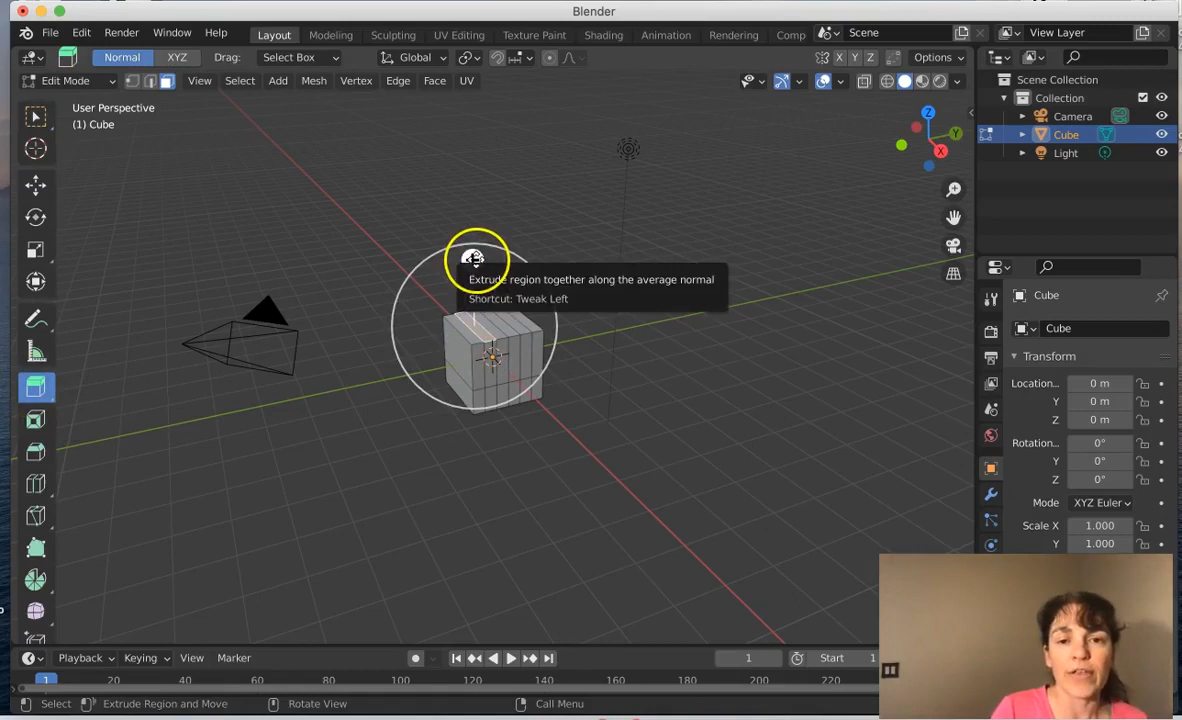 Blender
File Edit Render Window Help Layout Modeling Sculpting UV Editing Texture Paint Shading Animation Rendering Comp Scene View Layer
Normal XYZ Drag: Select Box Global X Y Z Options
Edit Mode View Select Add Mesh Vertex Edge Face UV
User Perspective
(1) Cube
Scene Collection
Collection
Camera
Cube
Light
Z
Y
X
Extrude region together along the average normal
Shortcut: Tweak Left
Cube
Cube
Transform
Location... 0 m
Y 0 m
Z 0 m
Rotation... 0°
Y 0°
Z 0°
Mode XYZ Euler
Scale X 1.000
Y 1.000
Playback Keying View Marker 1 Start 1
1 20 40 60 80 100 120 140 160 180 200 220
Select Extrude Region and Move Rotate View Call Menu